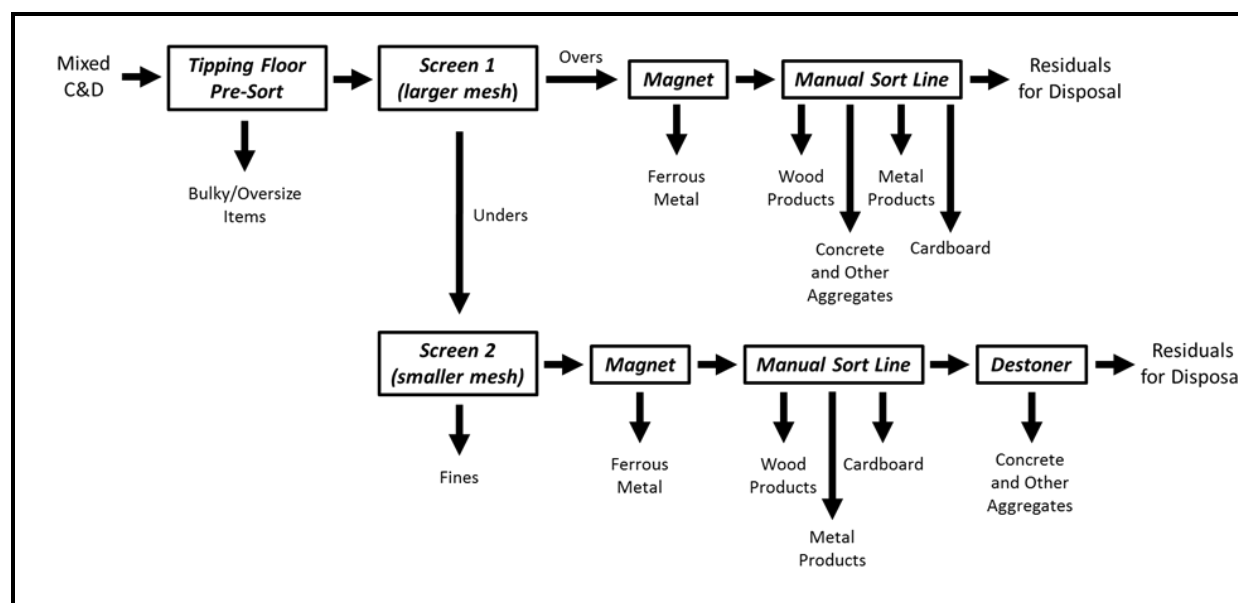 Mixed
C&D
Tipping Floor
Pre-Sort
Screen 1
(larger mesh)
Overs
Magnet
Manual Sort Line
Residuals
for Disposal
Bulky/Oversize
Items
Unders
Ferrous
Metal
Wood
Products
Concrete
and Other
Aggregates
Metal
Products
Cardboard
Screen 2
(smaller mesh)
Magnet
Manual Sort Line
Destoner
Residuals
for Disposal
Fines
Ferrous
Metal
Wood
Products
Metal
Products
Cardboard
Concrete
and Other
Aggregates